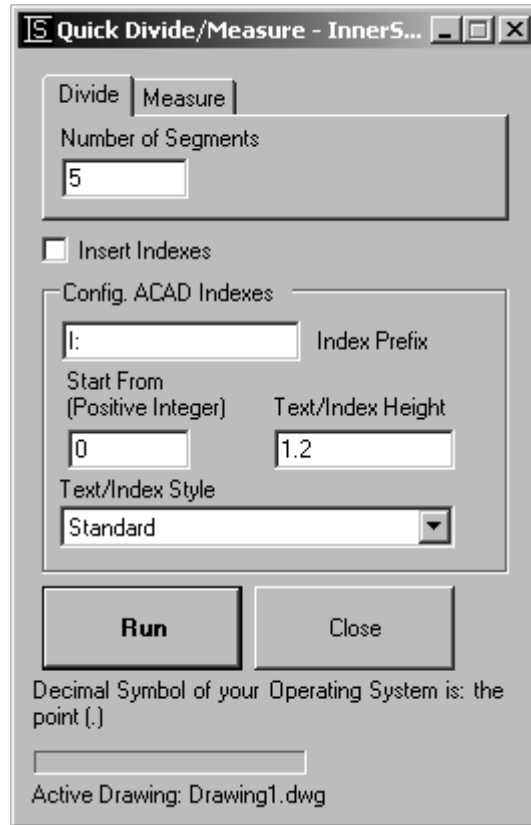 Quick Divide/Measure - InnerS...
Divide Measure
Number of Segments
5
Insert Indexes
Config. ACAD Indexes
I: Index Prefix
Start From
(Positive Integer) Text/Index Height
0 1.2
Text/Index Style
Standard
Run Close
Decimal Symbol of your Operating System is: the
point (.)
Active Drawing: Drawing1.dwg